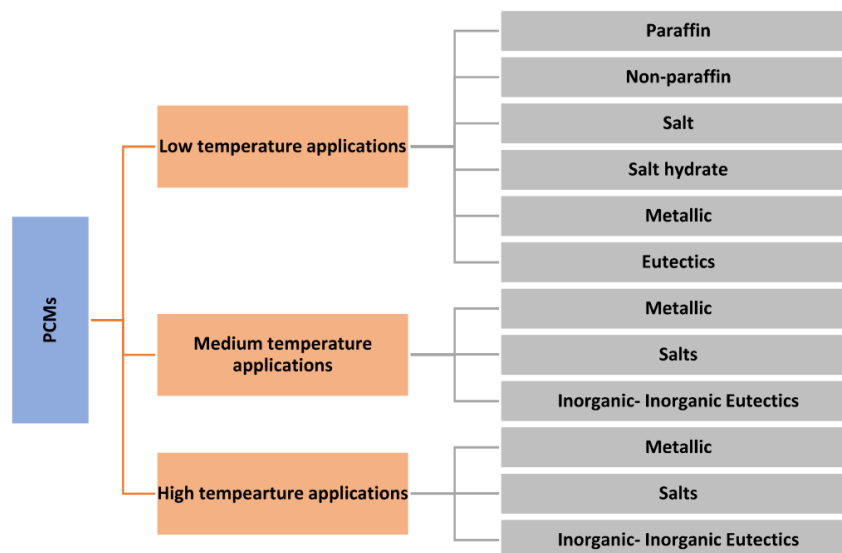 PCMs
Low temperature applications
Paraffin
Non-paraffin
Salt
Salt hydrate
Metallic
Eutectics
Medium temperature
applications
Metallic
Salts
Inorganic- Inorganic Eutectics
High tempearture applications
Metallic
Salts
Inorganic- Inorganic Eutectics